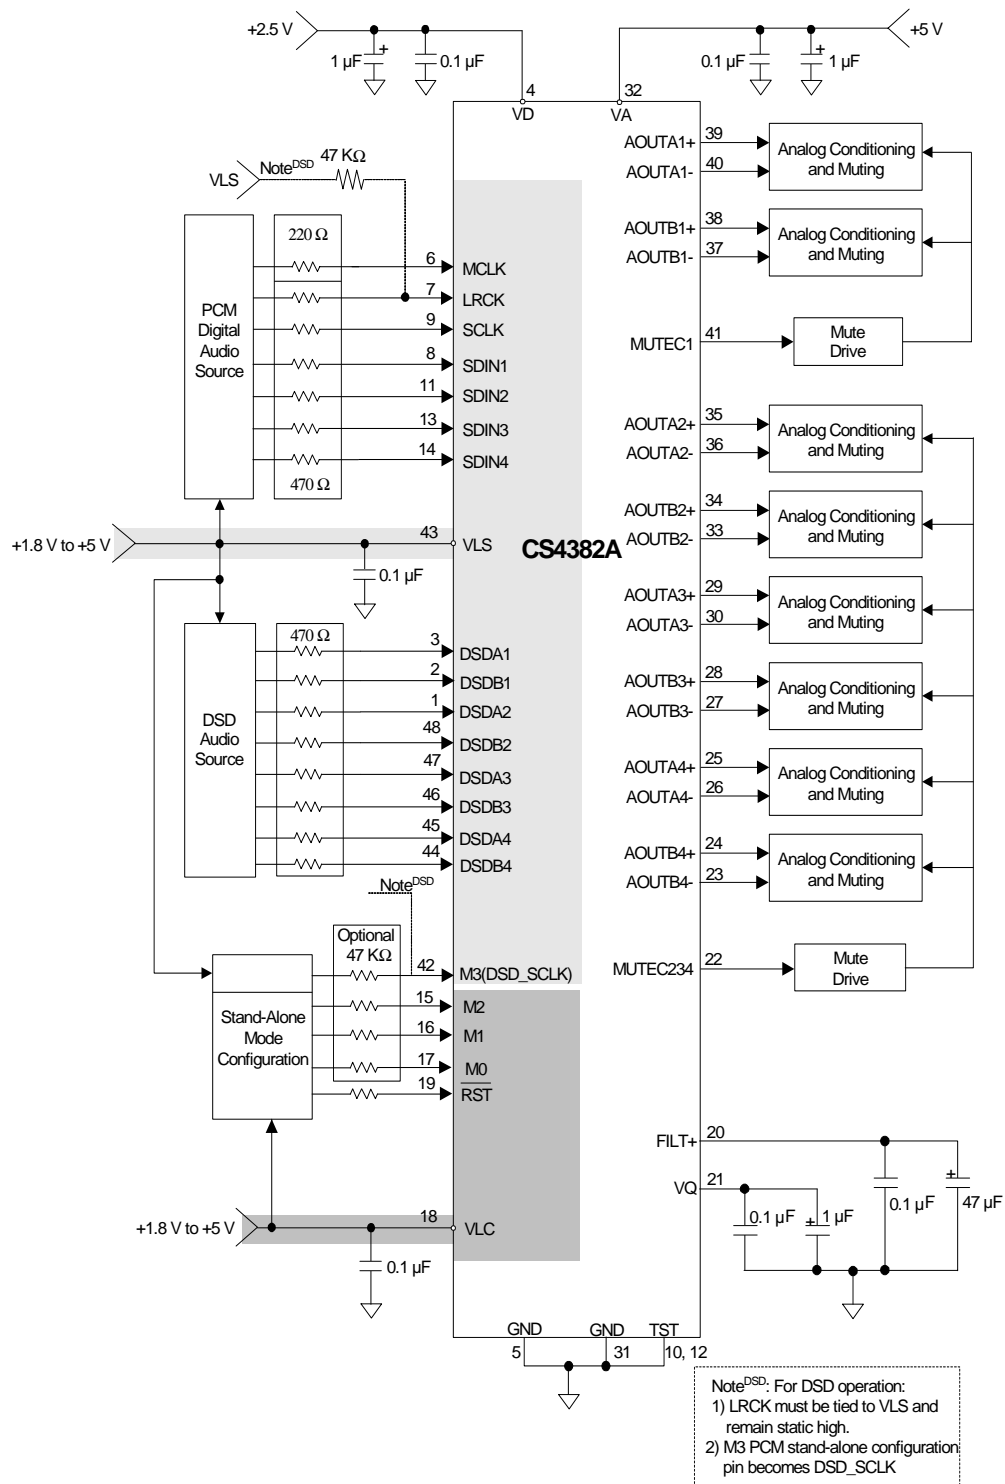 +2.5 V
1 µF
+
0.1 µF
4
VD
+5 V
0.1 µF
+
1 µF
32
VA
VLS
Note^DSD
47 KΩ
PCM
Digital
Audio
Source
220 Ω
470 Ω
6
MCLK
7
LRCK
9
SCLK
8
SDIN1
11
SDIN2
13
SDIN3
14
SDIN4
+1.8 V to +5 V
43
VLS
0.1 µF
CS4382A
DSD
Audio
Source
470 Ω
3
DSDA1
2
DSDB1
1
DSDA2
48
DSDB2
47
DSDA3
46
DSDB3
45
DSDA4
44
DSDB4
Note^DSD
Stand-Alone
Mode
Configuration
Optional
47 KΩ
42
M3(DSD_SCLK)
15
M2
16
M1
17
M0
19
RST
+1.8 V to +5 V
18
VLC
0.1 µF
AOUTA1+
39
AOUTA1-
40
Analog Conditioning
and Muting
AOUTB1+
38
AOUTB1-
37
Analog Conditioning
and Muting
MUTEC1
41
Mute
Drive
AOUTA2+
35
AOUTA2-
36
Analog Conditioning
and Muting
AOUTB2+
34
AOUTB2-
33
Analog Conditioning
and Muting
AOUTA3+
29
AOUTA3-
30
Analog Conditioning
and Muting
AOUTB3+
28
AOUTB3-
27
Analog Conditioning
and Muting
AOUTA4+
25
AOUTA4-
26
Analog Conditioning
and Muting
AOUTB4+
24
AOUTB4-
23
Analog Conditioning
and Muting
MUTEC234
22
Mute
Drive
FILT+
20
0.1 µF
+
47 µF
VQ
21
0.1 µF
+
1 µF
GND
5
GND
31
TST
10, 12
Note^DSD: For DSD operation:
1) LRCK must be tied to VLS and
remain static high.
2) M3 PCM stand-alone configuration
pin becomes DSD_SCLK